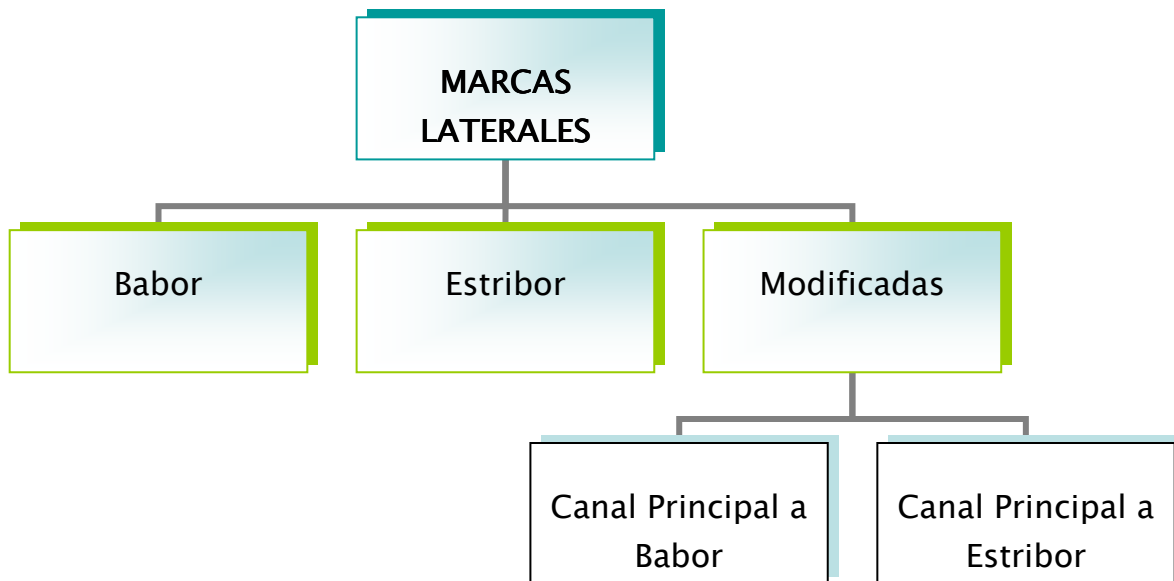 MARCAS
LATERALES
Babor
Estribor
Modificadas
Canal Principal a
Babor
Canal Principal a
Estribor